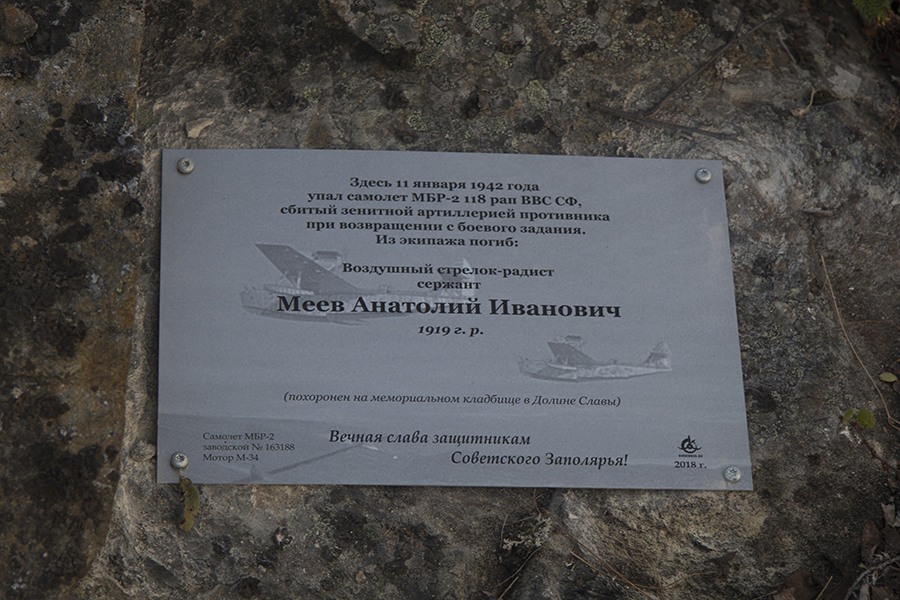 Здесь 11 января 1942 года
упал самолет МБР-2 118 рап ВВС СФ,
сбитый зенитной артиллерией противника
при возвращении с боевого задания.
Из экипажа погиб:
Воздушный стрелок-радист
сержант
Меев Анатолий Иванович
1919 г. р.
(похоронен на мемориальном кладбище в Долине Славы)
Вечная слава защитникам
Советского Заполярья!
Самолет МБР-2
заводской № 163188
Мотор М-34
2018 г.